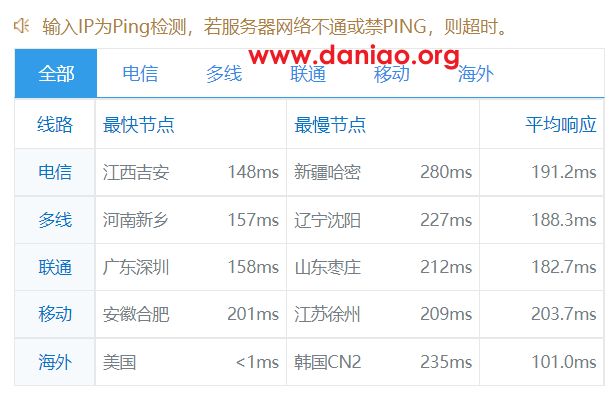 输入IP为Ping检测，若服务器网络不通或禁PING，则超时。
www.daniao.org
全部 电信 多线 联通 移动 海外
线路 最快节点 最慢节点 平均响应
电信 江西吉安 148ms 新疆哈密 280ms 191.2ms
多线 河南新乡 157ms 辽宁沈阳 227ms 188.3ms
联通 广东深圳 158ms 山东枣庄 212ms 182.7ms
移动 安徽合肥 201ms 江苏徐州 209ms 203.7ms
海外 美国 <1ms 韩国CN2 235ms 101.0ms